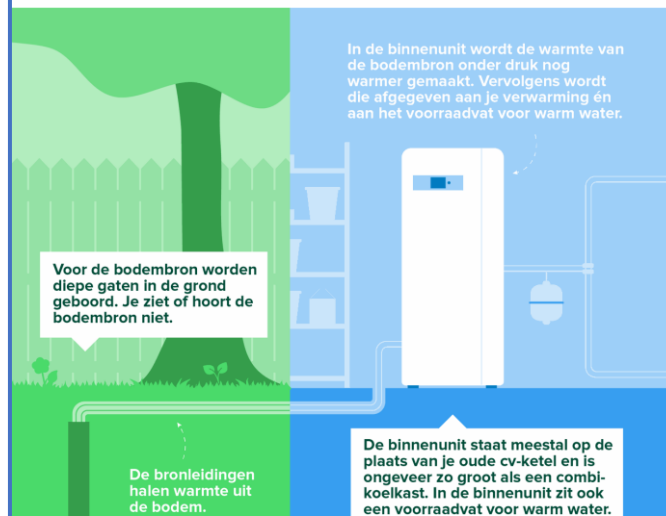 In de binnenunit wordt de warmte van
de bodembron onder druk nog
warmer gemaakt. Vervolgens wordt
die afgegeven aan je verwarming én
aan het voorraadvat voor warm water.
Voor de bodembron worden
diepe gaten in de grond
geboord. Je ziet of hoort de
bodembron niet.
De bronleidingen
halen warmte uit
de bodem.
De binnenunit staat meestal op de
plaats van je oude cv-ketel en is
ongeveer zo groot als een combi-
koelkast. In de binnenunit zit ook
een voorraadvat voor warm water.